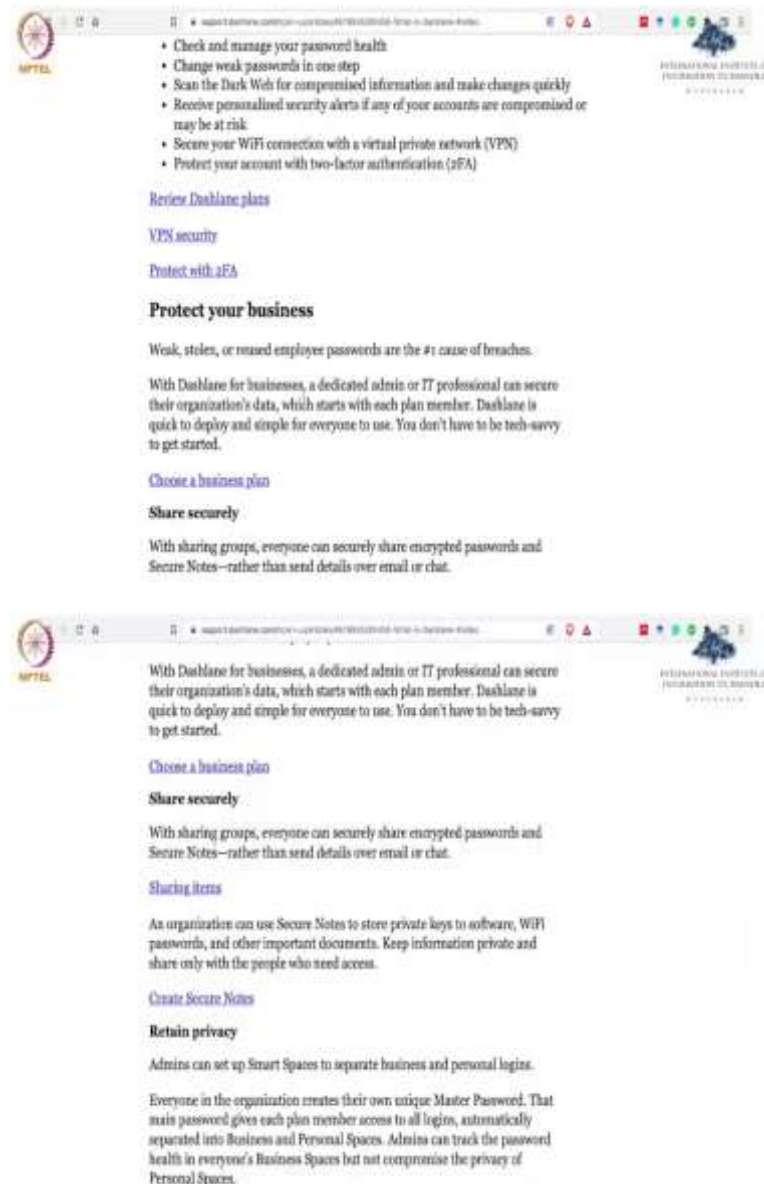 NPTEL
• Check and manage your password health
• Change weak passwords in one step
• Scan the Dark Web for compromised information and make changes quickly
• Receive personalised security alerts if any of your accounts are compromised or
may be at risk
• Secure your WiFi connection with a virtual private network (VPN)
• Protect your account with two-factor authentication (2FA)
Review Dashlane plans
VPN security
Protect with 2FA
Protect your business
Weak, stolen, or reused employee passwords are the #1 cause of breaches.
With Dashlane for businesses, a dedicated admin or IT professional can secure
their organization's data, which starts with each plan member. Dashlane is
quick to deploy and simple for everyone to use. You don't have to be tech-savvy
to get started.
Choose a business plan
Share securely
With sharing groups, everyone can securely share encrypted passwords and
Secure Notes—rather than send details over email or chat.
NPTEL
With Dashlane for businesses, a dedicated admin or IT professional can secure
their organization's data, which starts with each plan member. Dashlane is
quick to deploy and simple for everyone to use. You don't have to be tech-savvy
to get started.
Choose a business plan
Share securely
With sharing groups, everyone can securely share encrypted passwords and
Secure Notes—rather than send details over email or chat.
Sharing items
An organization can use Secure Notes to store private keys to software, WiFi
passwords, and other important documents. Keep information private and
share only with the people who need access.
Create Secure Notes
Retain privacy
Admins can set up Smart Spaces to separate business and personal logins.
Everyone in the organization creates their own unique Master Password. That
main password gives each plan member access to all logins, automatically
separated into Business and Personal Spaces. Admins can track the password
health in everyone's Business Spaces but not compromise the privacy of
Personal Spaces.